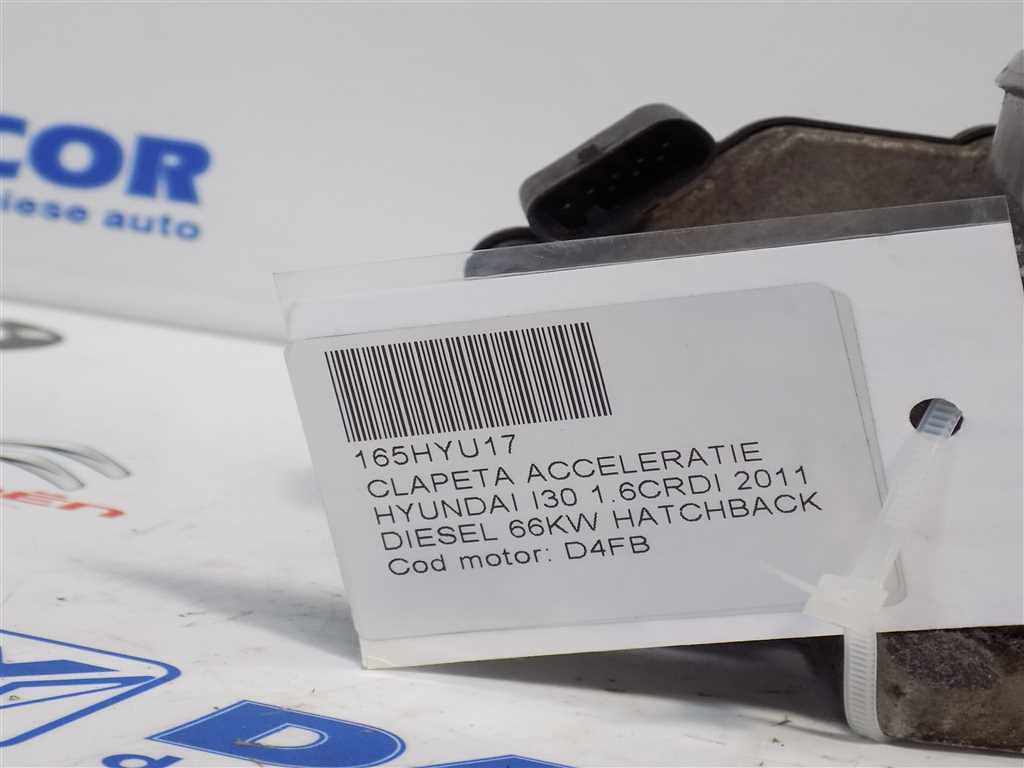 COR
iese auto
165HYU17
CLAPETA ACCELERATIE
HYUNDAI I30 1.6CRDI 2011
DIESEL 66KW HATCHBACK
Cod motor: D4FB